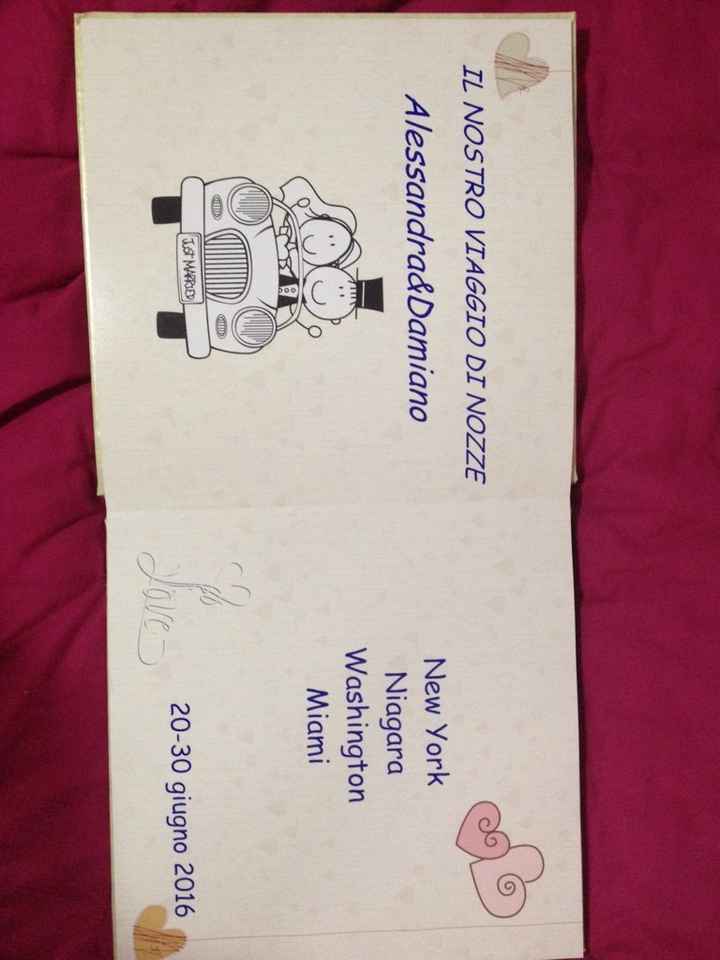 IL NOSTRO VIAGGIO DI NOZZE
Alessandra&Damiano
JUST MARRIED
New York
Niagara
Washington
Miami
Love
20-30 giugno 2016